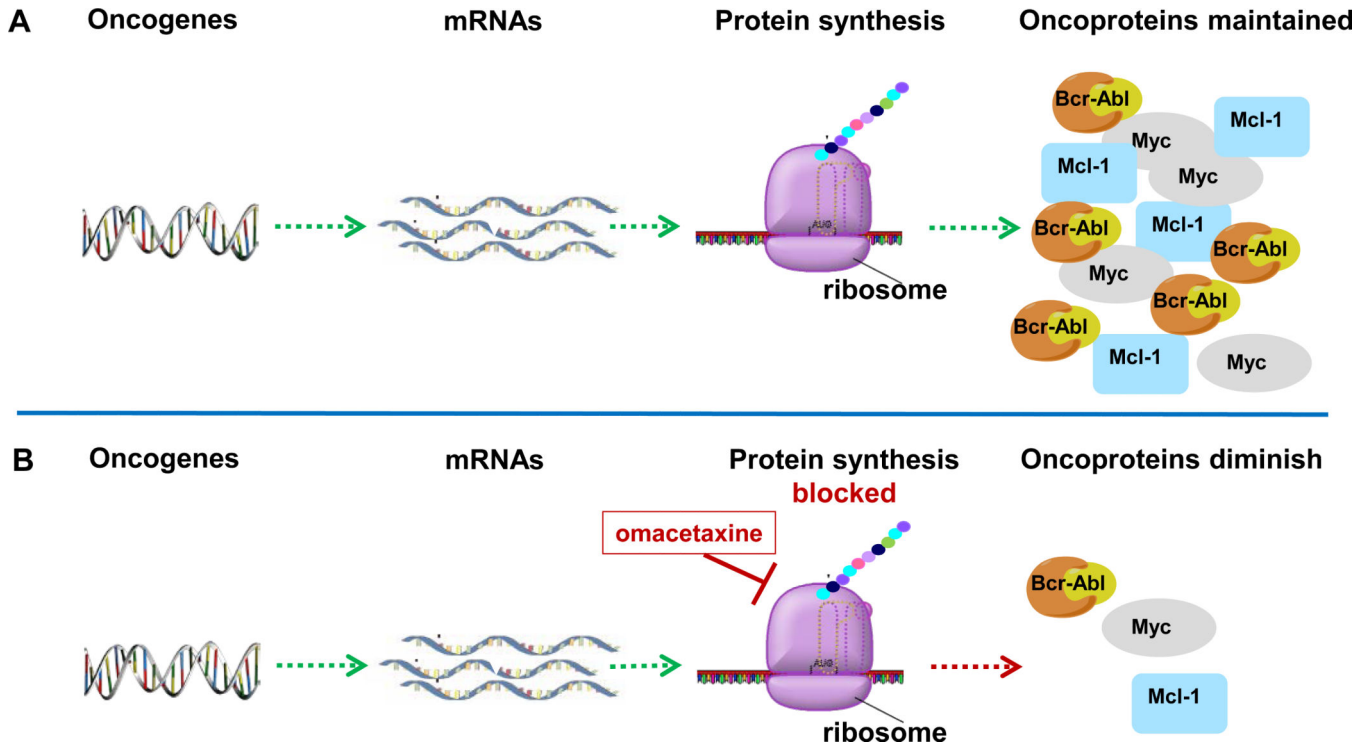 A
Oncogenes
mRNAs
Protein synthesis
Oncoproteins maintained
Bcr-Abl
Mcl-1
Myc
Mcl-1
Myc
Bcr-Abl
Mcl-1
Bcr-Abl
Myc
Bcr-Abl
Bcr-Abl
Mcl-1
Myc
AUG
ribosome
B
Oncogenes
mRNAs
Protein synthesis
blocked
Oncoproteins diminish
omacetaxine
Bcr-Abl
Myc
Mcl-1
AUG
ribosome